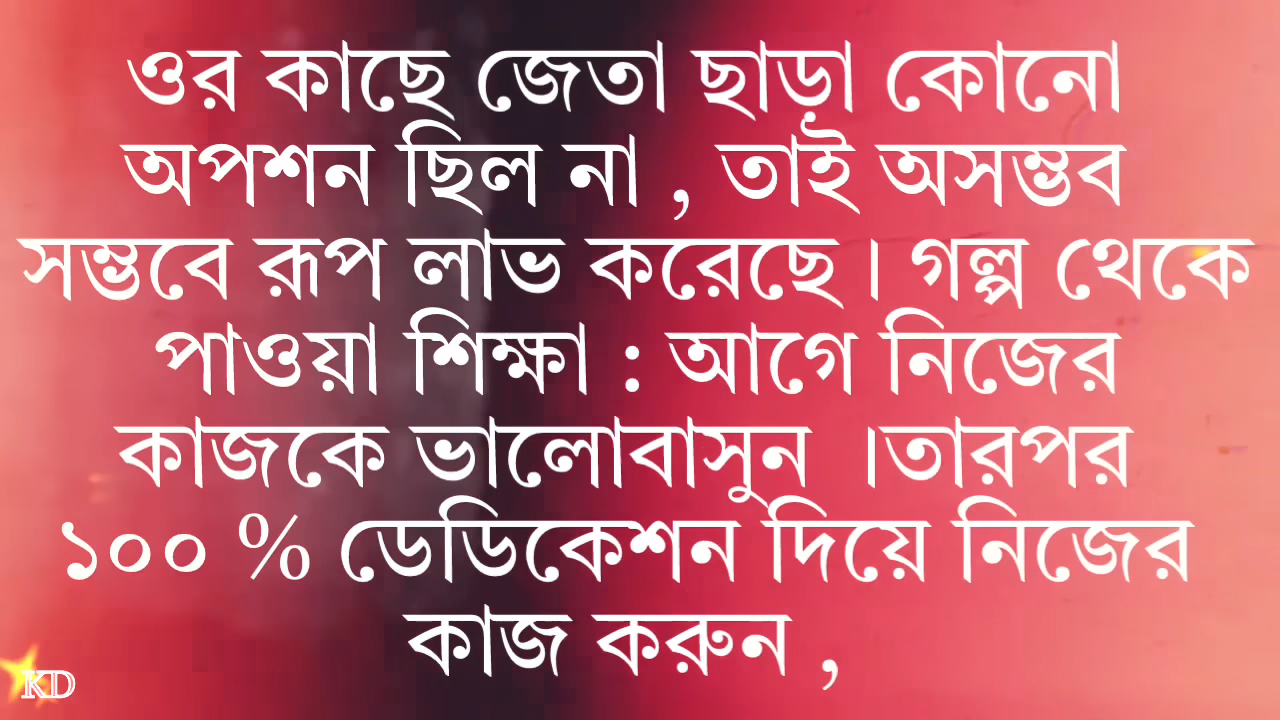 ওর কাছে জেতা ছাড়া কোনো
অপশন ছিল না , তাই অসম্ভব
সম্ভবে রূপ লাভ করেছে । গল্প থেকে
পাওয়া শিক্ষা : আগে নিজের
কাজকে ভালোবাসুন ।তারপর
১০০ % ডেডিকেশন দিয়ে নিজের
কাজ করুন ,
KD